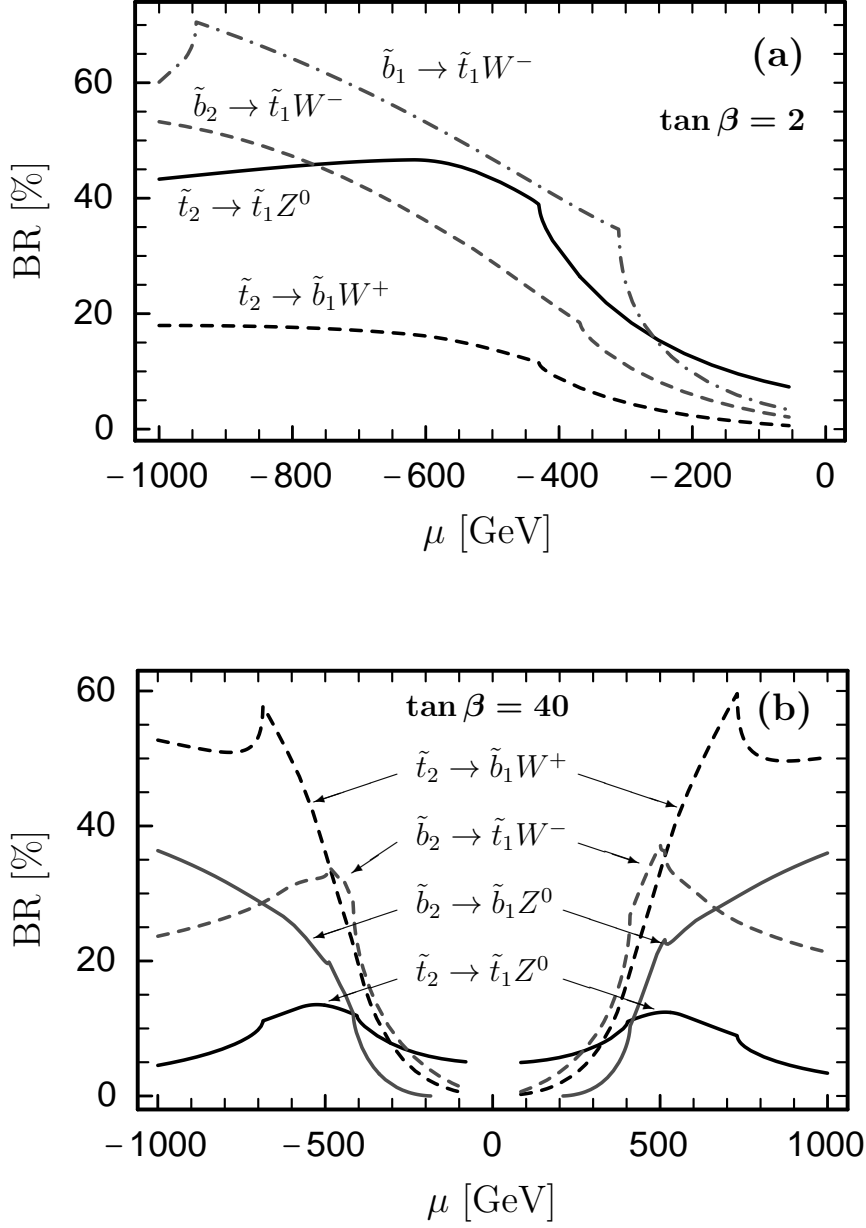 (a)
b̃₁ → t̃₁W⁻
60
b̃₂ → t̃₁W⁻
tan β = 2
BR [%]
40
t̃₂ → t̃₁Z⁰
t̃₂ → b̃₁W⁺
20
0
−1000 −800 −600 −400 −200 0
μ [GeV]
60
tan β = 40
(b)
t̃₂ → b̃₁W⁺
BR [%]
40
b̃₂ → t̃₁W⁻
b̃₂ → b̃₁Z⁰
20
t̃₂ → t̃₁Z⁰
0
−1000 −500 0 500 1000
μ [GeV]